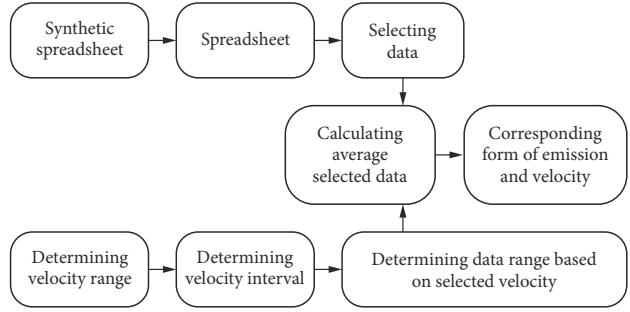 Synthetic
spreadsheet
Spreadsheet
Selecting
data
Calculating
average
selected data
Corresponding
form of emission
and velocity
Determining
velocity range
Determining
velocity interval
Determining data range based
on selected velocity